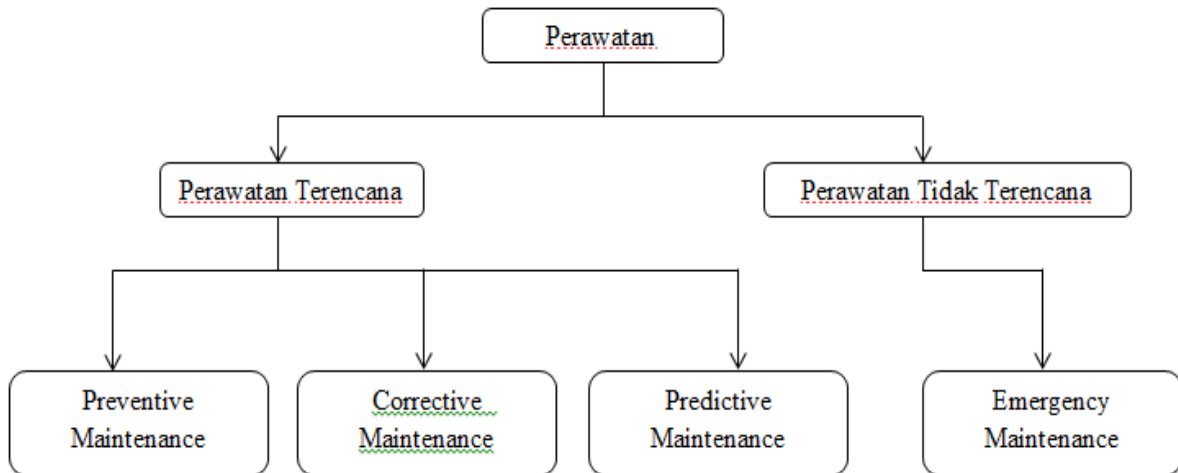 Perawatan
Perawatan Terencana
Perawatan Tidak Terencana
Preventive
Maintenance
Corrective
Maintenance
Predictive
Maintenance
Emergency
Maintenance